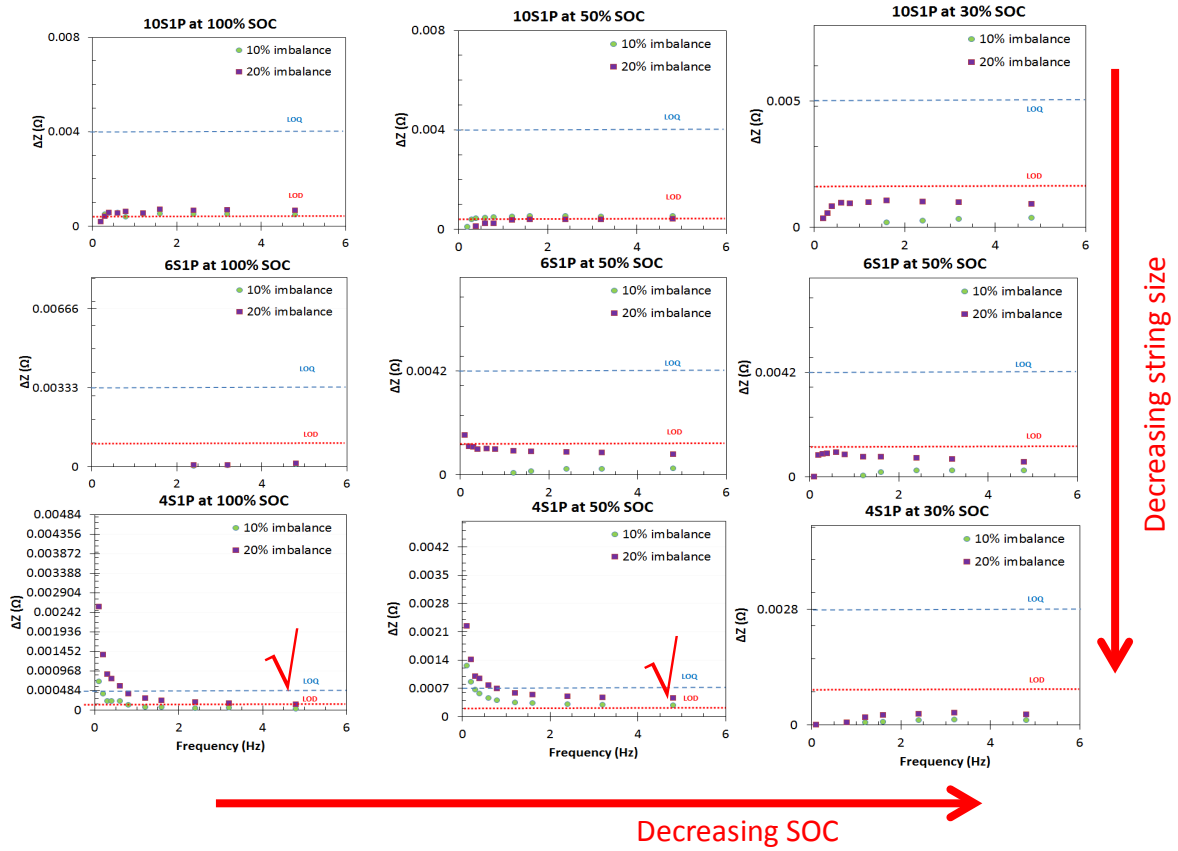 10S1P at 100% SOC
0.008
0.004
0
ΔZ (Ω)
10% imbalance
20% imbalance
LOQ
LOD
0 2 4 6
10S1P at 50% SOC
0.008
0.004
0
ΔZ (Ω)
10% imbalance
20% imbalance
LOQ
LOD
0 2 4 6
10S1P at 30% SOC
0.005
0
10% imbalance
20% imbalance
LOQ
LOD
0 2 4 6
6S1P at 100% SOC
0.00666
0.00333
0
ΔZ (Ω)
10% imbalance
20% imbalance
LOQ
LOD
0 2 4 6
6S1P at 50% SOC
0.0042
0
ΔZ (Ω)
10% imbalance
20% imbalance
LOQ
LOD
0 2 4 6
6S1P at 50% SOC
0.0042
0
10% imbalance
20% imbalance
LOQ
LOD
0 2 4 6
4S1P at 100% SOC
0.00484
0.004356
0.003872
0.003388
0.002904
0.00242
0.001936
0.001452
0.000968
0.000484
0
ΔZ (Ω)
10% imbalance
20% imbalance
LOQ
LOD
0 2 4 6
Frequency (Hz)
4S1P at 50% SOC
0.0042
0.0035
0.0028
0.0021
0.0014
0.0007
0
ΔZ (Ω)
10% imbalance
20% imbalance
LOQ
LOD
0 2 4 6
Frequency (Hz)
4S1P at 30% SOC
0.0028
0
ΔZ (Ω)
10% imbalance
20% imbalance
LOQ
LOD
0 2 4 6
Frequency (Hz)
Decreasing string size
Decreasing SOC